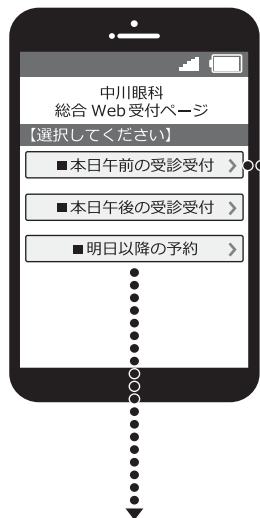 中川眼科
総合 Web 受付ページ
【選択してください】
■本日午前の受診受付
■本日午後の受診受付
■明日以降の予約